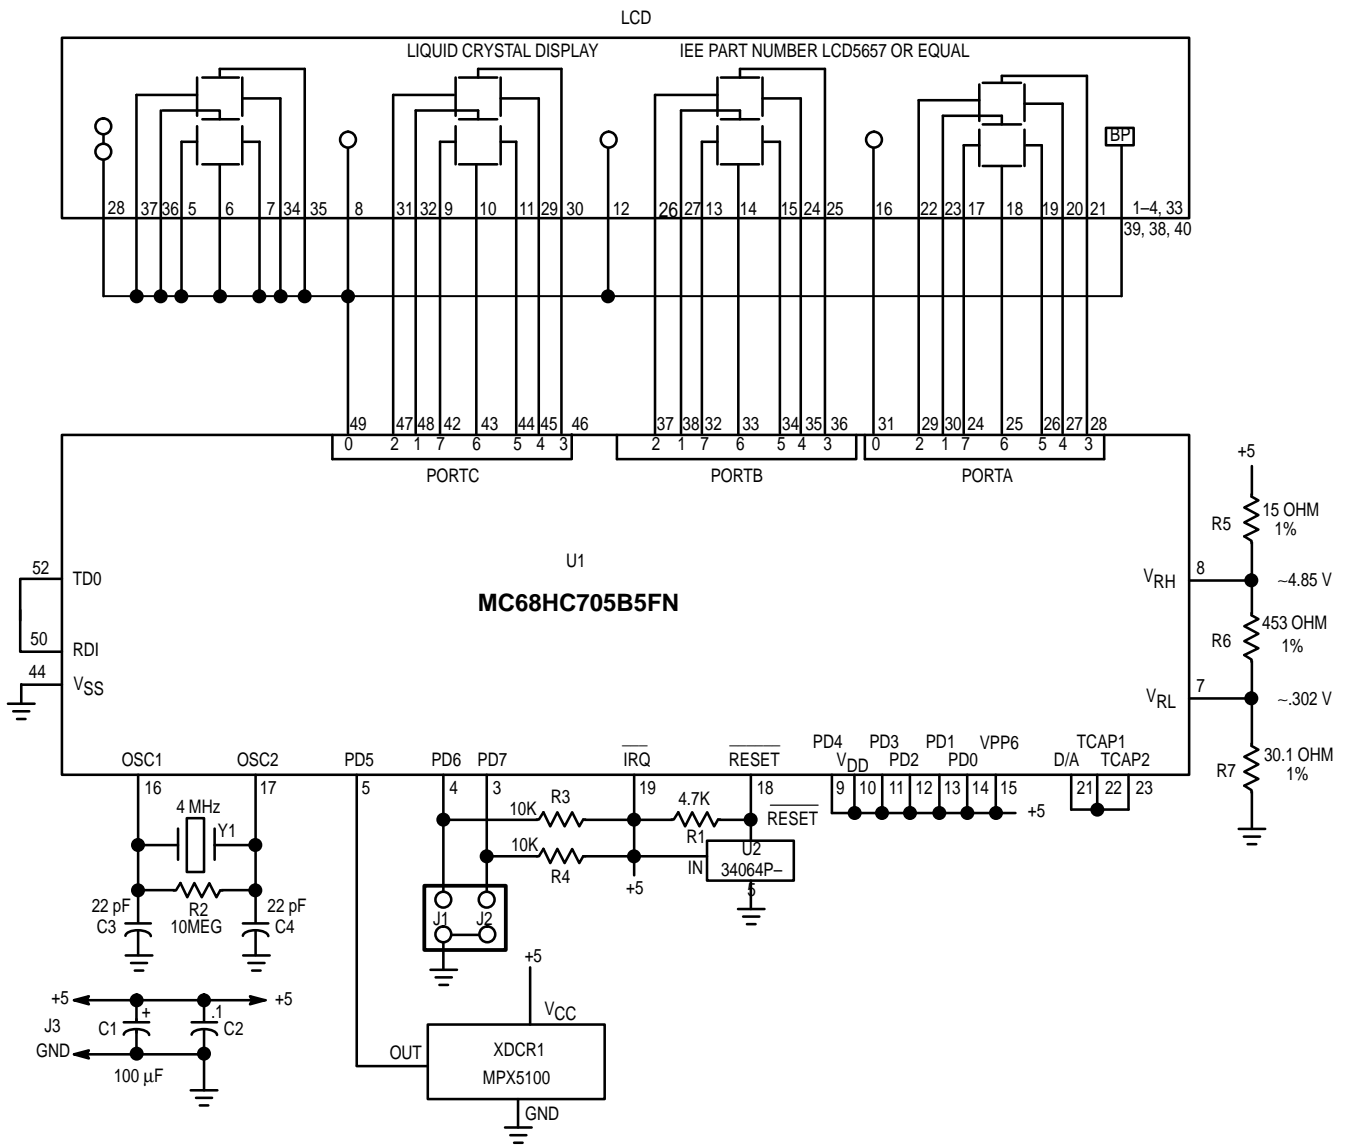 LCD
LIQUID CRYSTAL DISPLAY IEE PART NUMBER LCD5657 OR EQUAL
BP
28 37 36 5 6 7 34 35 8 31 32 9 10 11 29 30 12 26 27 13 14 15 24 25 16 22 23 17 18 19 20 21 1–4, 33
39, 38, 40
49 47 48 42 43 44 45 46 37 38 32 33 34 35 36 31 29 30 24 25 26 27 28
0 2 1 7 6 5 4 3 2 1 7 6 5 4 3 0 2 1 7 6 5 4 3
PORTC PORTB PORTA
+5
R5 15 OHM
1%
U1
MC68HC705B5FN
52 TD0
50 RDI
44 VSS
VRH 8 ~4.85 V
R6 453 OHM
1%
VRL 7 ~.302 V
R7 30.1 OHM
1%
OSC1 OSC2 PD5 PD6 PD7 IRQ RESET PD4 VDD PD3 PD2 PD1 PD0 VPP6 D/A TCAP1 TCAP2
16 17 5 4 3 19 18 9 10 11 12 13 14 15 21 22 23
+5
4 MHz
Y1
R2
10MEG
22 pF
C3
22 pF
C4
10K R3
10K R4
4.7K
R1
RESET
+5
IN
U2
34064P–
5
J1 J2
+5 +5
J3 C1 + .1 C2
GND
100 µF
+5
VCC
OUT
XDCR1
MPX5100
GND